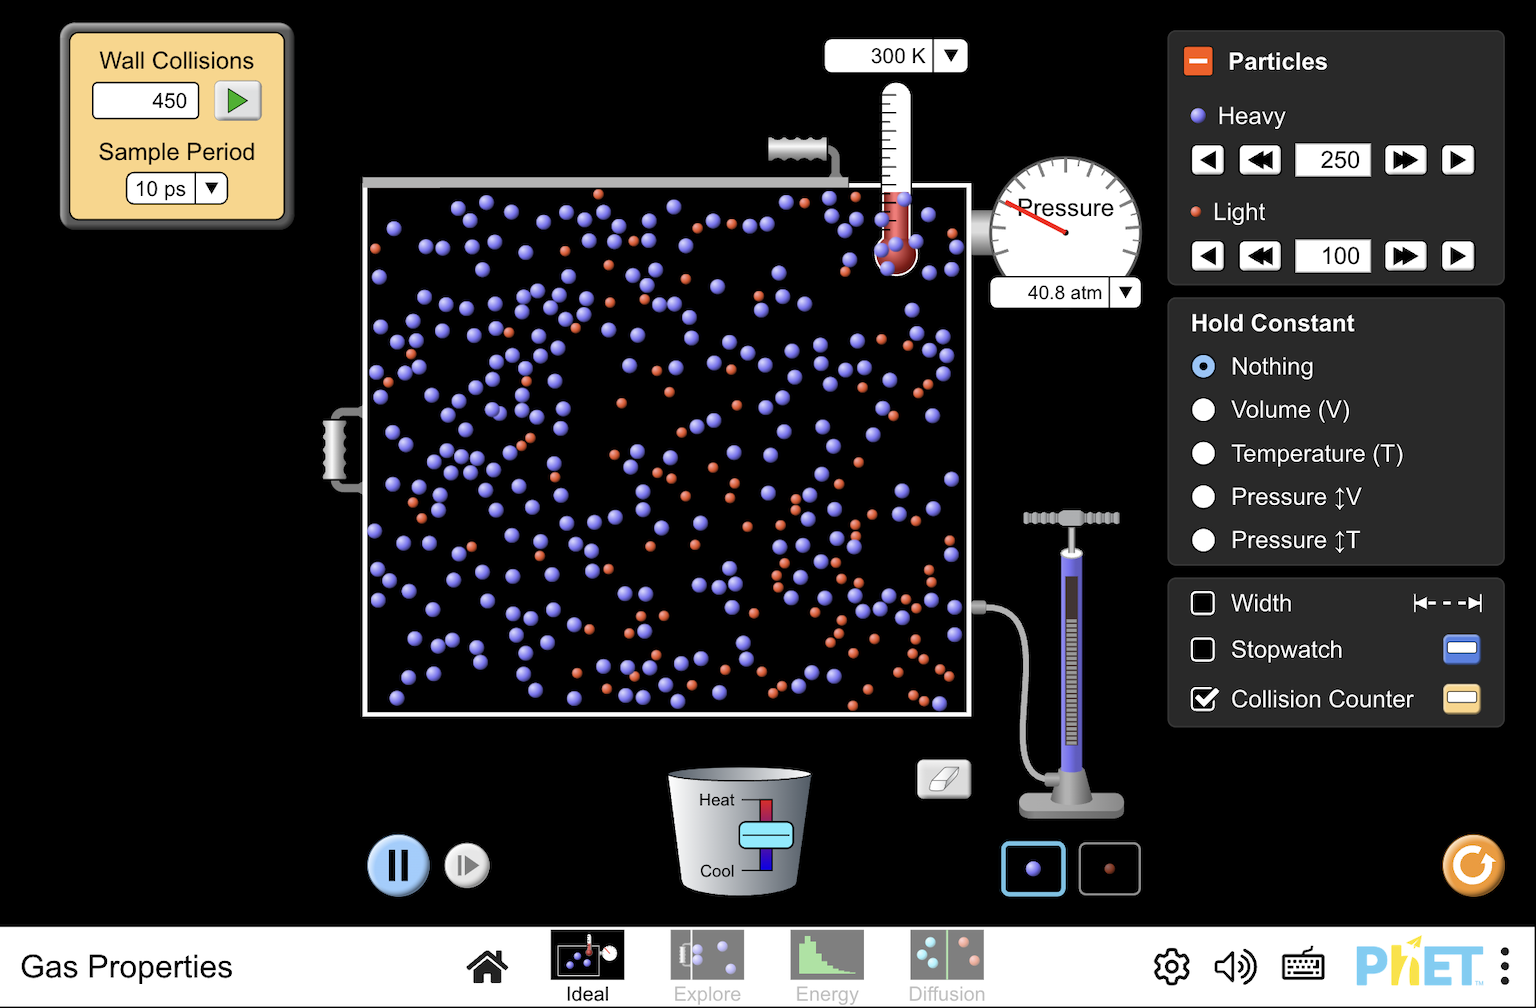 Wall Collisions
450
Sample Period
10 ps
300 K
Pressure
40.8 atm
Particles
Heavy
250
Light
100
Hold Constant
Nothing
Volume (V)
Temperature (T)
Pressure ↕V
Pressure ↕T
Width
Stopwatch
Collision Counter
Heat
Cool
Gas Properties
Ideal
Explore
Energy
Diffusion
PhET™